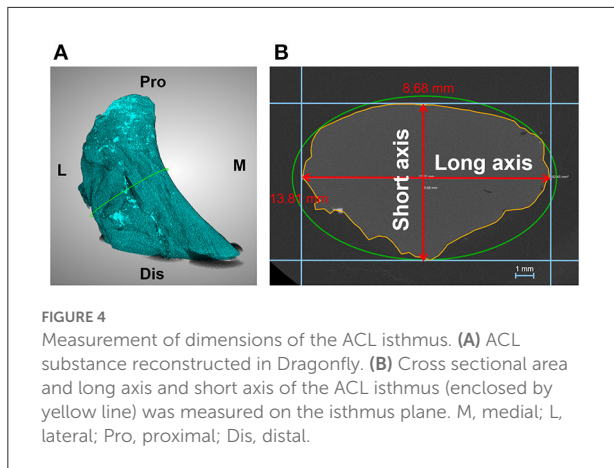 A
B
Pro
L
M
Dis
8.68 mm
Short axis
Long axis
13.81 mm
1 mm
FIGURE 4
Measurement of dimensions of the ACL isthmus. (A) ACL
substance reconstructed in Dragonfly. (B) Cross sectional area
and long axis and short axis of the ACL isthmus (enclosed by
yellow line) was measured on the isthmus plane. M, medial; L,
lateral; Pro, proximal; Dis, distal.